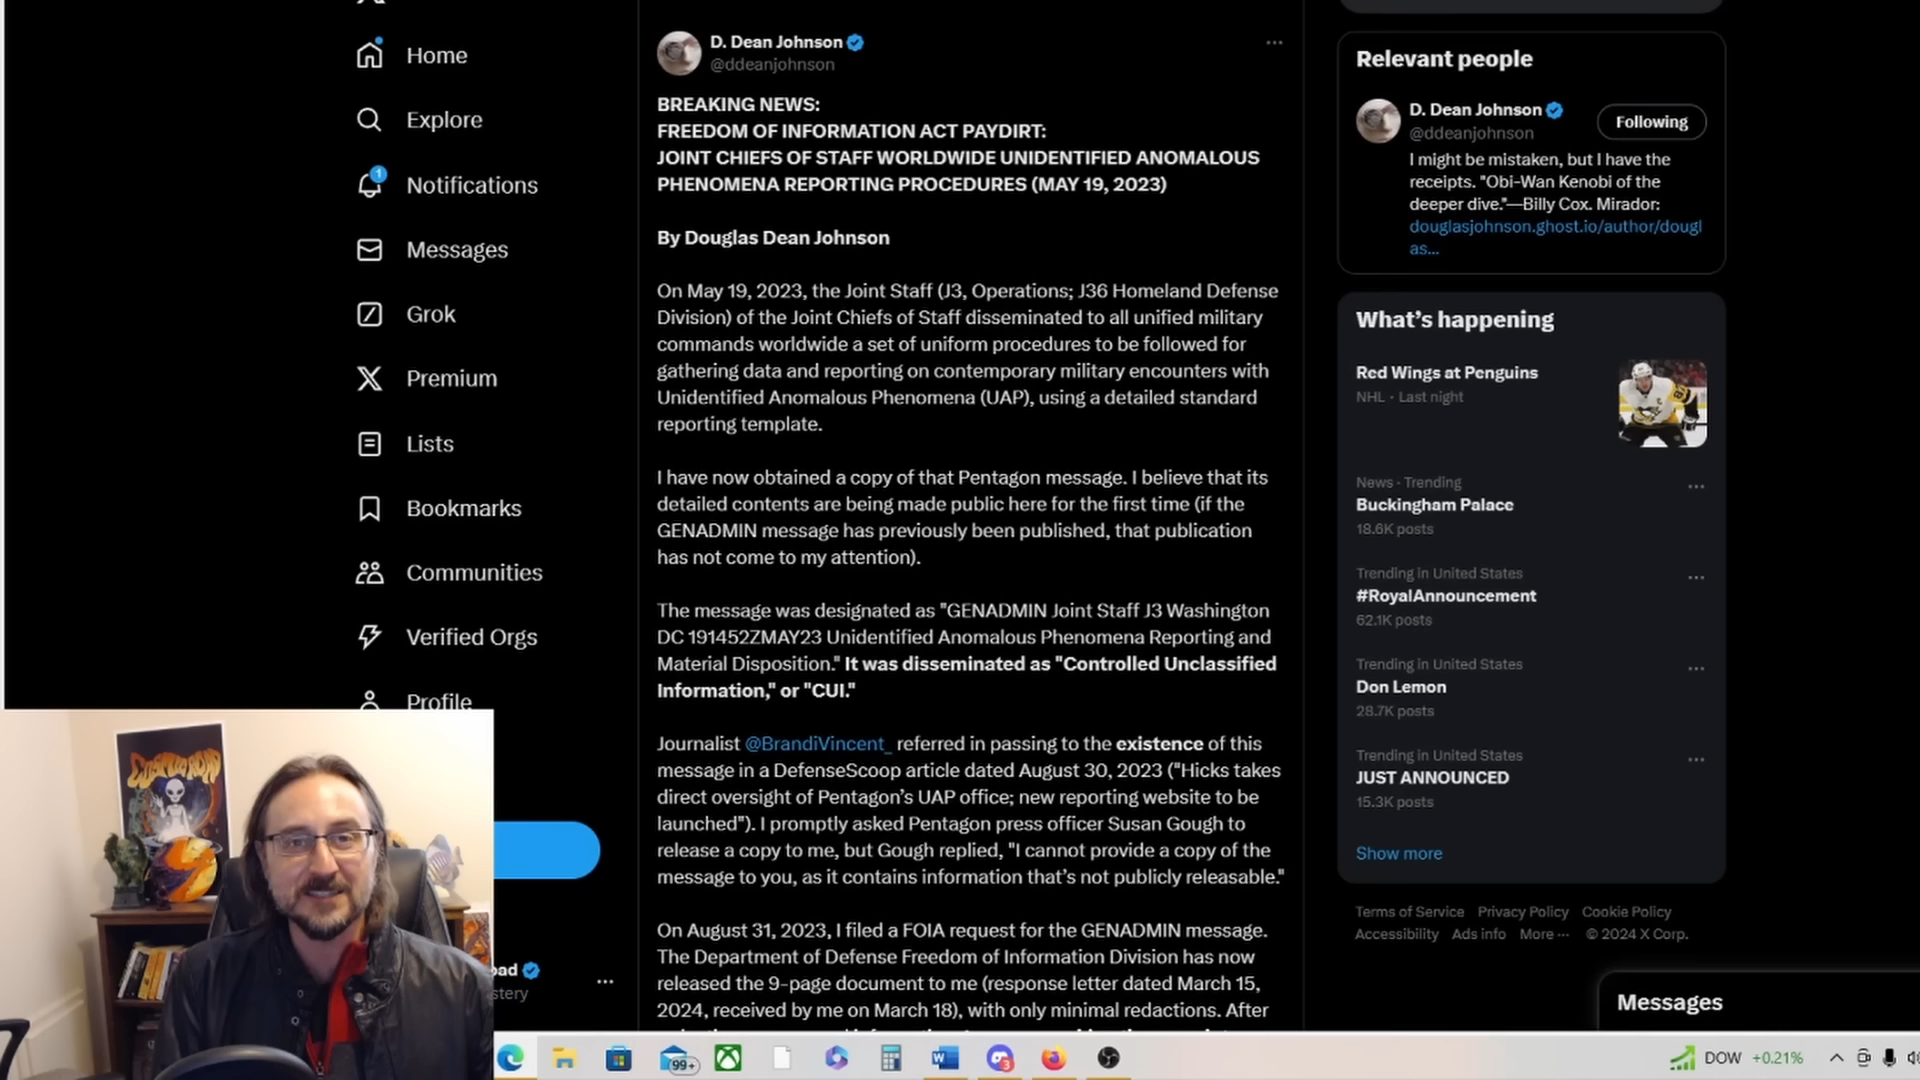 Home
Explore
1
Notifications
Messages
Grok
Premium
Lists
Bookmarks
Communities
Verified Orgs
Profile
oad
stery
D. Dean Johnson
@ddeanjohnson
BREAKING NEWS:
FREEDOM OF INFORMATION ACT PAYDIRT:
JOINT CHIEFS OF STAFF WORLDWIDE UNIDENTIFIED ANOMALOUS
PHENOMENA REPORTING PROCEDURES (MAY 19, 2023)
By Douglas Dean Johnson
On May 19, 2023, the Joint Staff (J3, Operations; J36 Homeland Defense
Division) of the Joint Chiefs of Staff disseminated to all unified military
commands worldwide a set of uniform procedures to be followed for
gathering data and reporting on contemporary military encounters with
Unidentified Anomalous Phenomena (UAP), using a detailed standard
reporting template.
I have now obtained a copy of that Pentagon message. I believe that its
detailed contents are being made public here for the first time (if the
GENADMIN message has previously been published, that publication
has not come to my attention).
The message was designated as "GENADMIN Joint Staff J3 Washington
DC 191452ZMAY23 Unidentified Anomalous Phenomena Reporting and
Material Disposition." It was disseminated as "Controlled Unclassified
Information," or "CUI."
Journalist @BrandiVincent_ referred in passing to the existence of this
message in a DefenseScoop article dated August 30, 2023 ("Hicks takes
direct oversight of Pentagon's UAP office; new reporting website to be
launched"). I promptly asked Pentagon press officer Susan Gough to
release a copy to me, but Gough replied, "I cannot provide a copy of the
message to you, as it contains information that's not publicly releasable."
On August 31, 2023, I filed a FOIA request for the GENADMIN message.
The Department of Defense Freedom of Information Division has now
released the 9-page document to me (response letter dated March 15,
2024, received by me on March 18), with only minimal redactions. After
Relevant people
D. Dean Johnson
@ddeanjohnson
Following
I might be mistaken, but I have the
receipts. "Obi-Wan Kenobi of the
deeper dive."—Billy Cox. Mirador:
douglasjohnson.ghost.io/author/dougl
as...
What's happening
Red Wings at Penguins
NHL · Last night
News · Trending
Buckingham Palace
18.6K posts
Trending in United States
#RoyalAnnouncement
62.1K posts
Trending in United States
Don Lemon
28.7K posts
Trending in United States
JUST ANNOUNCED
15.3K posts
Show more
Terms of Service Privacy Policy Cookie Policy
Accessibility Ads info More ··· © 2024 X Corp.
Messages
99+
3
DOW +0.21%